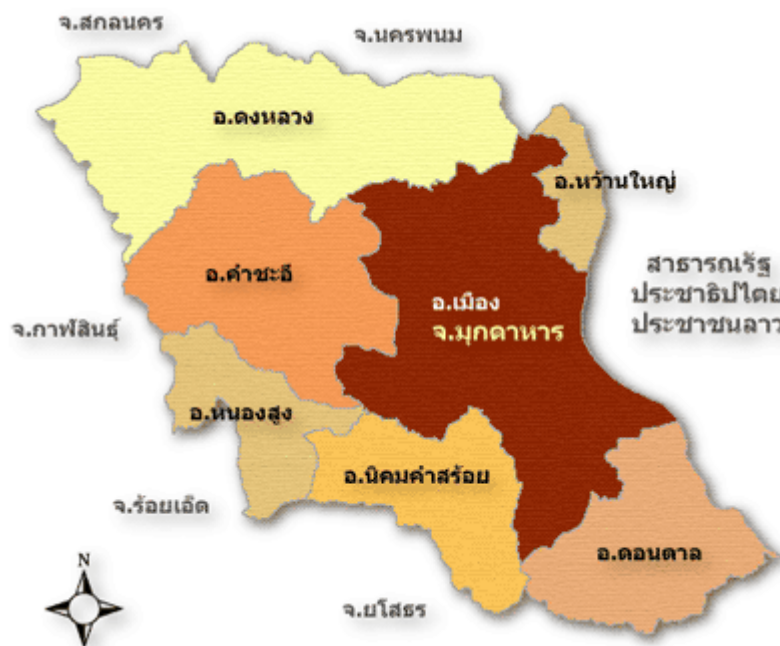 จ.สกลนคร
จ.นครพนม
อ.ดงหลวง
อ.หว้านใหญ่
อ.คำชะอี
สาธารณรัฐ
ประชาธิปไตย
ประชาชนลาว
อ.เมือง
จ.มุกดาหาร
จ.กาฬสินธุ์
อ.หนองสูง
อ.นิคมคำสร้อย
จ.ร้อยเอ็ด
อ.ดอนตาล
N
จ.ยโสธร